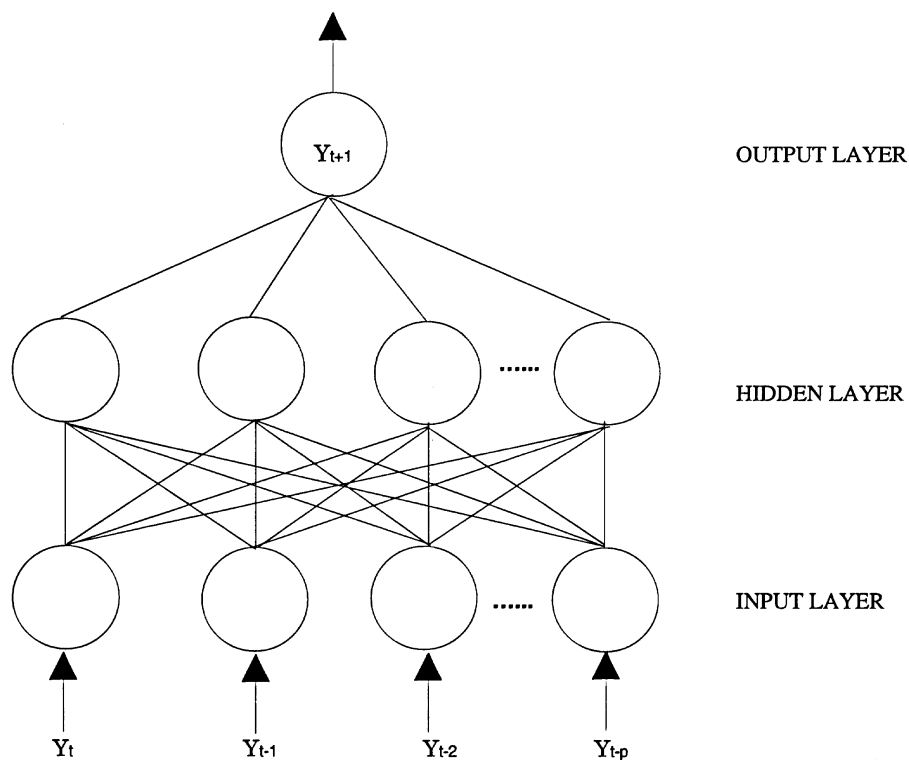 Yt+1
OUTPUT LAYER
......
HIDDEN LAYER
......
INPUT LAYER
Yt Yt-1 Yt-2 Yt-p